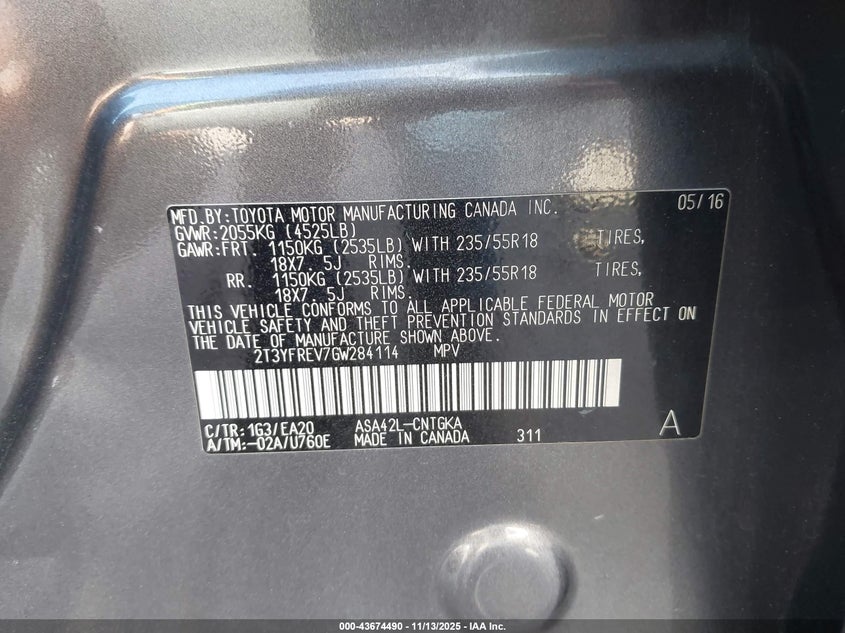 MFD.BY:TOYOTA MOTOR MANUFACTURING CANADA INC. 05/16
GVWR:2055KG (4525LB)
GAWR:FRT. 1150KG (2535LB) WITH 235/55R18 TIRES,
18X7.5J RIMS.
RR. 1150KG (2535LB) WITH 235/55R18 TIRES,
18X7.5J RIMS.
THIS VEHICLE CONFORMS TO ALL APPLICABLE FEDERAL MOTOR
VEHICLE SAFETY AND THEFT PREVENTION STANDARDS IN EFFECT ON
THE DATE OF MANUFACTURE SHOWN ABOVE.
2T3YFREV7GW284114 MPV
C/TR:1G3/EA20 ASA42L-CNTGKA
A/TM:-02A/U760E MADE IN CANADA 311 A
000-43674490 - 11/13/2025 - IAA Inc.